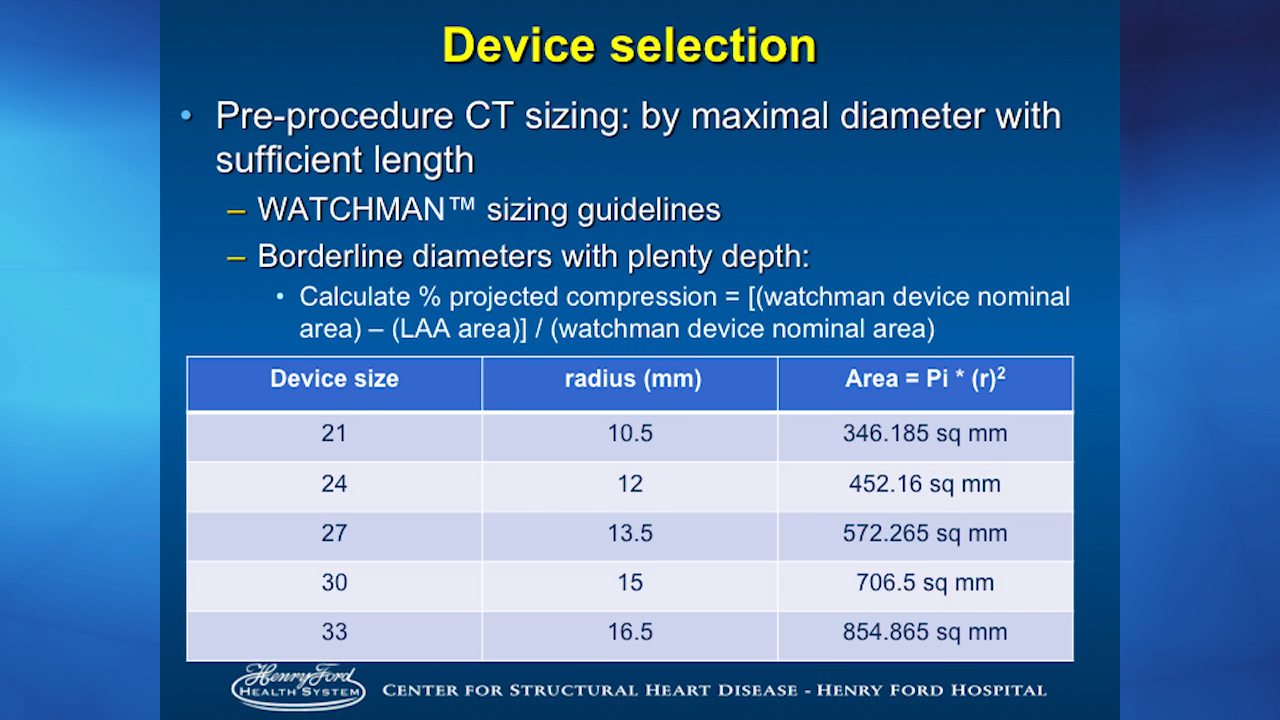 Device selection
• Pre-procedure CT sizing: by maximal diameter with
sufficient length
– WATCHMAN™ sizing guidelines
– Borderline diameters with plenty depth:
• Calculate % projected compression = [(watchman device nominal
area) – (LAA area)] / (watchman device nominal area)
Device size radius (mm) Area = Pi * (r)²
21 10.5 346.185 sq mm
24 12 452.16 sq mm
27 13.5 572.265 sq mm
30 15 706.5 sq mm
33 16.5 854.865 sq mm
Henry Ford
HEALTH SYSTEM
CENTER FOR STRUCTURAL HEART DISEASE - HENRY FORD HOSPITAL